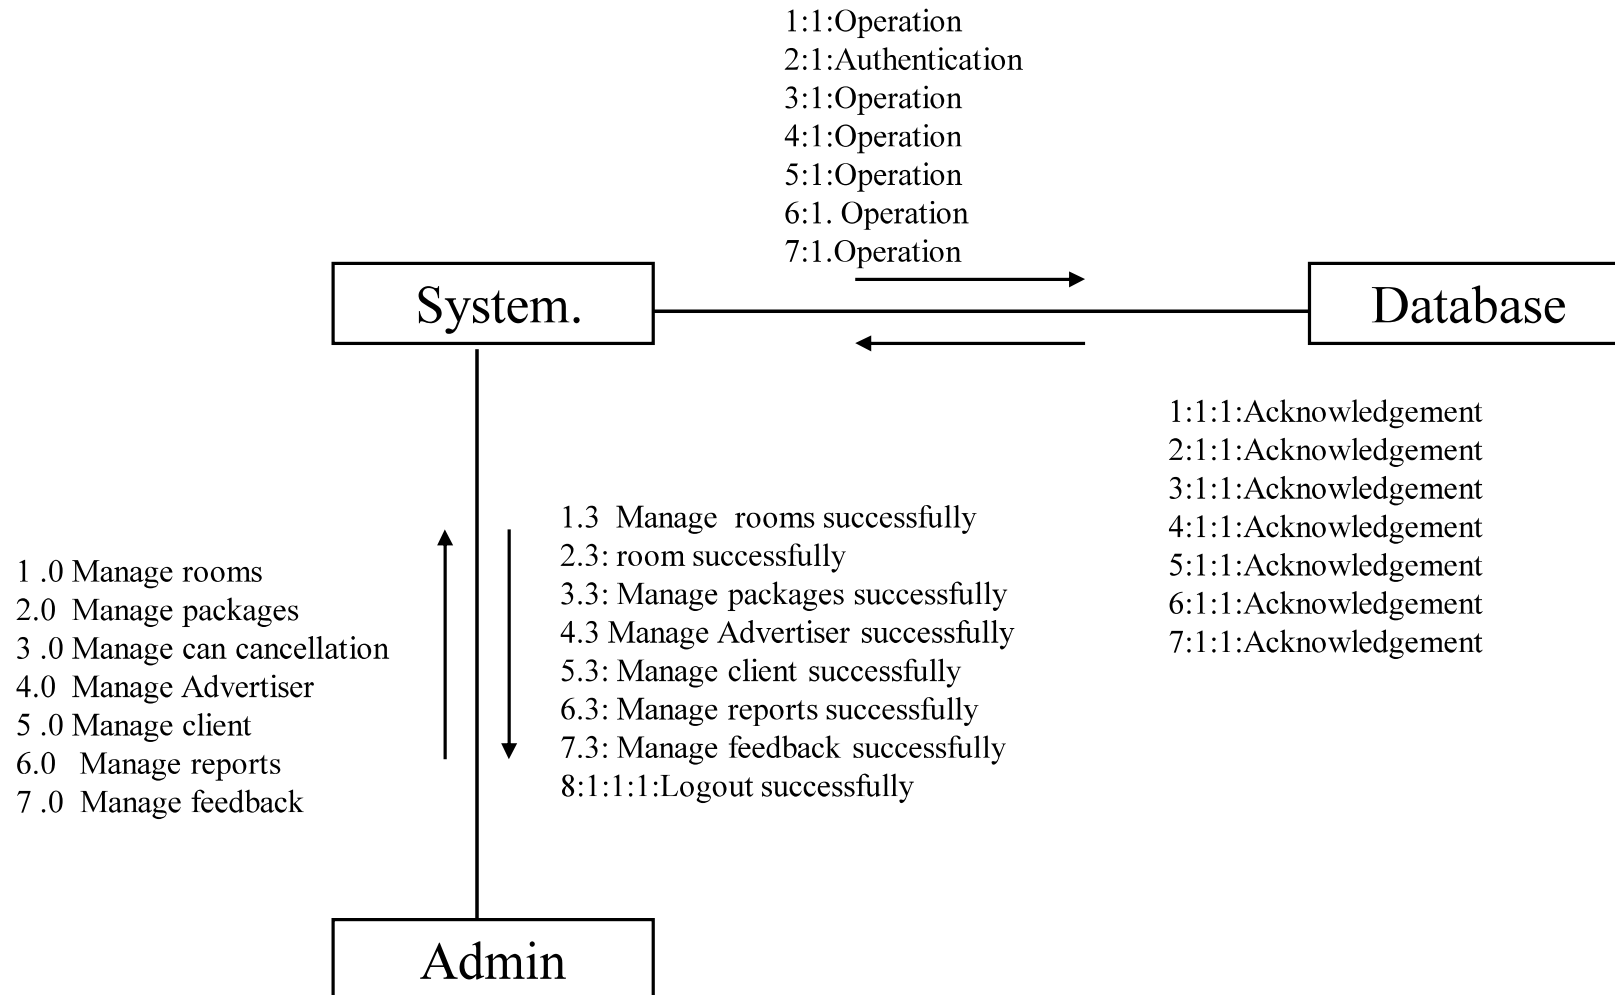 1:1:Operation
2:1:Authentication
3:1:Operation
4:1:Operation
5:1:Operation
6:1. Operation
7:1.Operation
System.
Database
1:1:1:Acknowledgement
2:1:1:Acknowledgement
3:1:1:Acknowledgement
4:1:1:Acknowledgement
5:1:1:Acknowledgement
6:1:1:Acknowledgement
7:1:1:Acknowledgement
1 .0 Manage rooms
2.0 Manage packages
3 .0 Manage can cancellation
4.0 Manage Advertiser
5 .0 Manage client
6.0 Manage reports
7 .0 Manage feedback
1.3 Manage rooms successfully
2.3: room successfully
3.3: Manage packages successfully
4.3 Manage Advertiser successfully
5.3: Manage client successfully
6.3: Manage reports successfully
7.3: Manage feedback successfully
8:1:1:1:Logout successfully
Admin